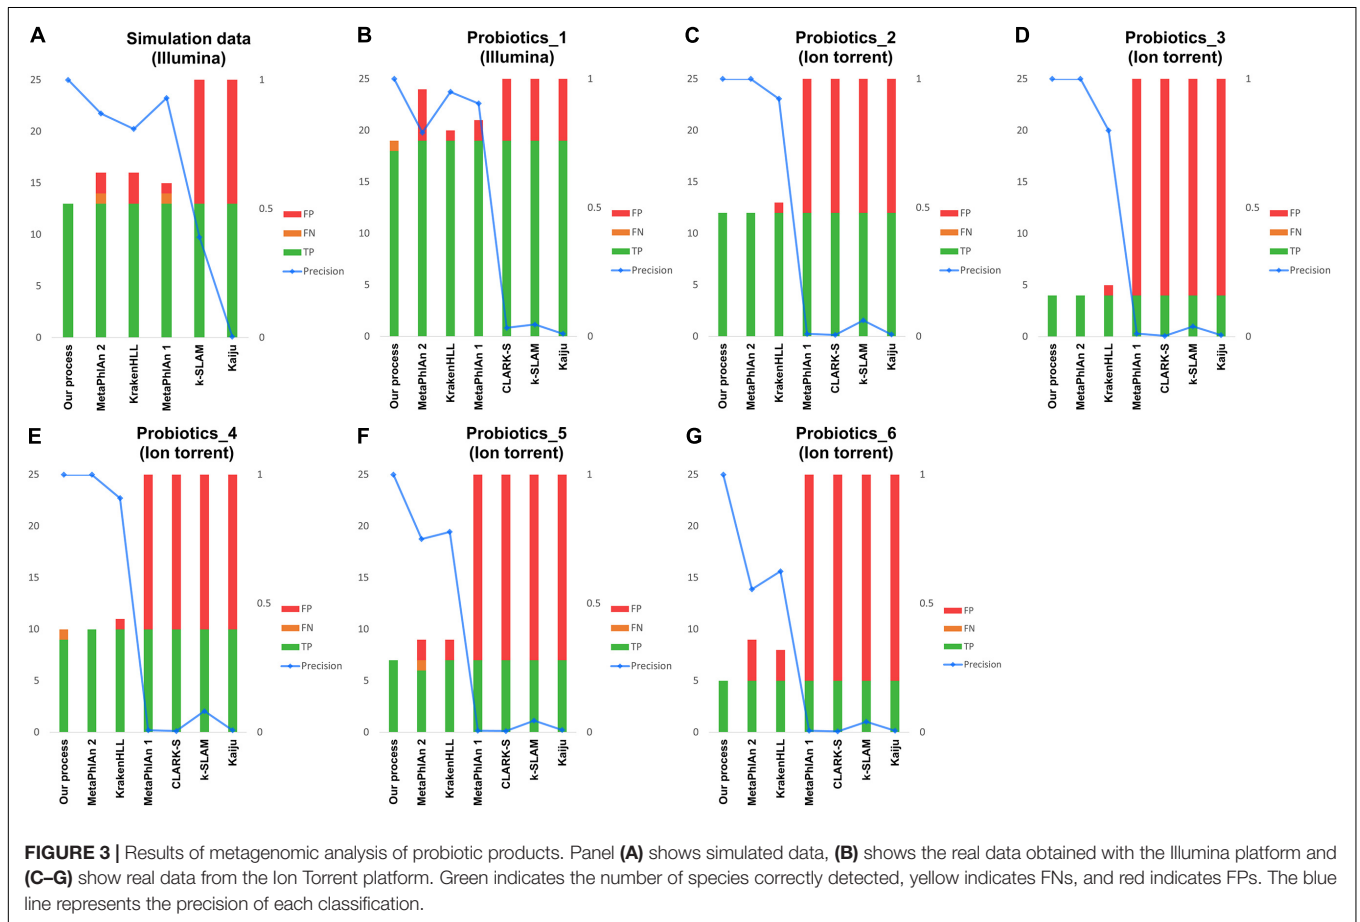 A
Simulation data
(Illumina)
25
20
15
10
5
0
1
0.5
0
FP
FN
TP
Precision
Our process
MetaPhlAn 2
KrakenHLL
MetaPhlAn 1
k-SLAM
Kaiju
B
Probiotics_1
(Illumina)
25
20
15
10
5
0
1
0.5
0
FP
FN
TP
Precision
Our process
MetaPhlAn 2
KrakenHLL
MetaPhlAn 1
CLARK-S
k-SLAM
Kaiju
C
Probiotics_2
(Ion torrent)
25
20
15
10
5
0
1
0.5
0
FP
FN
TP
Precision
Our process
MetaPhlAn 2
KrakenHLL
MetaPhlAn 1
CLARK-S
k-SLAM
Kaiju
D
Probiotics_3
(Ion torrent)
25
20
15
10
5
0
1
0.5
0
FP
FN
TP
Precision
Our process
MetaPhlAn 2
KrakenHLL
MetaPhlAn 1
CLARK-S
k-SLAM
Kaiju
E
Probiotics_4
(Ion torrent)
25
20
15
10
5
0
1
0.5
0
FP
FN
TP
Precision
Our process
MetaPhlAn 2
KrakenHLL
MetaPhlAn 1
CLARK-S
k-SLAM
Kaiju
F
Probiotics_5
(Ion torrent)
25
20
15
10
5
0
1
0.5
0
FP
FN
TP
Precision
Our process
MetaPhlAn 2
KrakenHLL
MetaPhlAn 1
CLARK-S
k-SLAM
Kaiju
G
Probiotics_6
(Ion torrent)
25
20
15
10
5
0
1
0.5
0
FP
FN
TP
Precision
Our process
MetaPhlAn 2
KrakenHLL
MetaPhlAn 1
CLARK-S
k-SLAM
Kaiju
FIGURE 3 | Results of metagenomic analysis of probiotic products. Panel (A) shows simulated data, (B) shows the real data obtained with the Illumina platform and
(C–G) show real data from the Ion Torrent platform. Green indicates the number of species correctly detected, yellow indicates FNs, and red indicates FPs. The blue
line represents the precision of each classification.